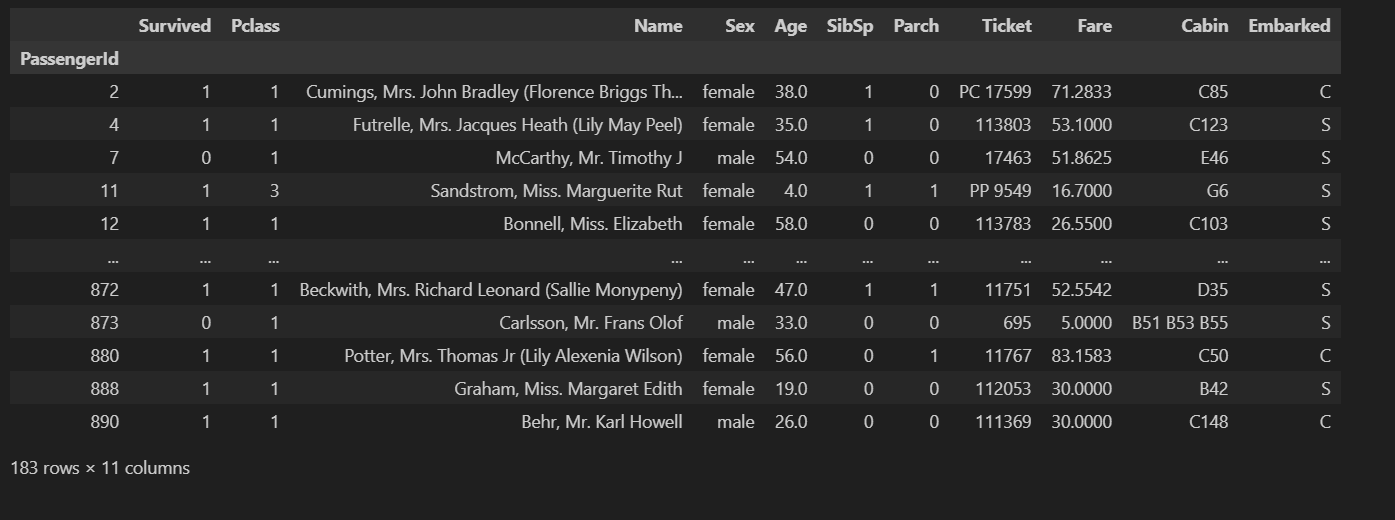 Survived Pclass Name Sex Age SibSp Parch Ticket Fare Cabin Embarked
PassengerId
2 1 1 Cumings, Mrs. John Bradley (Florence Briggs Th... female 38.0 1 0 PC 17599 71.2833 C85 C
4 1 1 Futrelle, Mrs. Jacques Heath (Lily May Peel) female 35.0 1 0 113803 53.1000 C123 S
7 0 1 McCarthy, Mr. Timothy J male 54.0 0 0 17463 51.8625 E46 S
11 1 3 Sandstrom, Miss. Marguerite Rut female 4.0 1 1 PP 9549 16.7000 G6 S
12 1 1 Bonnell, Miss. Elizabeth female 58.0 0 0 113783 26.5500 C103 S
... ... ... ... ... ... ... ... ... ... ... ...
872 1 1 Beckwith, Mrs. Richard Leonard (Sallie Monypeny) female 47.0 1 1 11751 52.5542 D35 S
873 0 1 Carlsson, Mr. Frans Olof male 33.0 0 0 695 5.0000 B51 B53 B55 S
880 1 1 Potter, Mrs. Thomas Jr (Lily Alexenia Wilson) female 56.0 0 1 11767 83.1583 C50 C
888 1 1 Graham, Miss. Margaret Edith female 19.0 0 0 112053 30.0000 B42 S
890 1 1 Behr, Mr. Karl Howell male 26.0 0 0 111369 30.0000 C148 C
183 rows × 11 columns